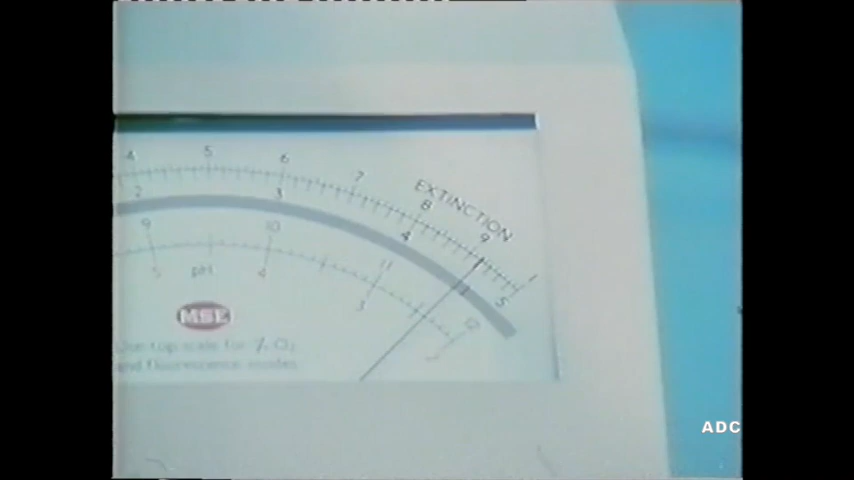 4 5 6 7 8 9 1
EXTINCTION
2 3 4 5
9 10 11 12
5 pH 4 3
MSE
Use top scale for % O2
and fluorescence modes
ADC